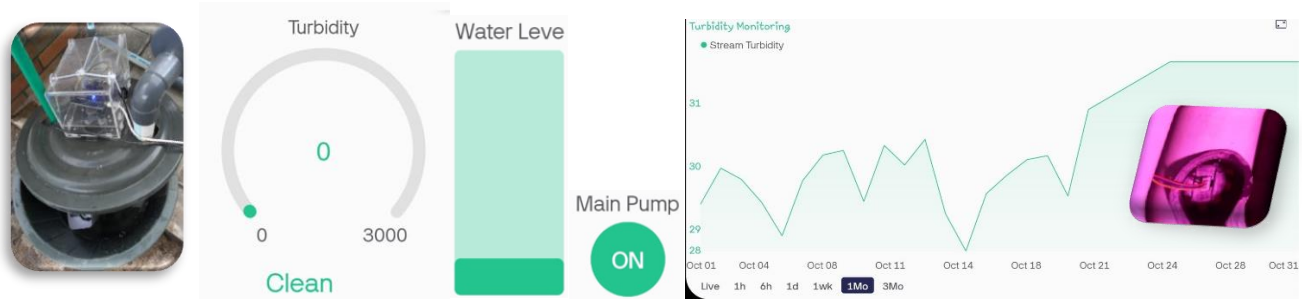 Turbidity
0
0 3000
Clean
Water Leve
Main Pump
ON
Turbidity Monitoring
Stream Turbidity
31
30
29
28
Oct 01 Oct 04 Oct 08 Oct 11 Oct 14 Oct 18 Oct 21 Oct 24 Oct 28 Oct 31
Live 1h 6h 1d 1wk 1Mo 3Mo